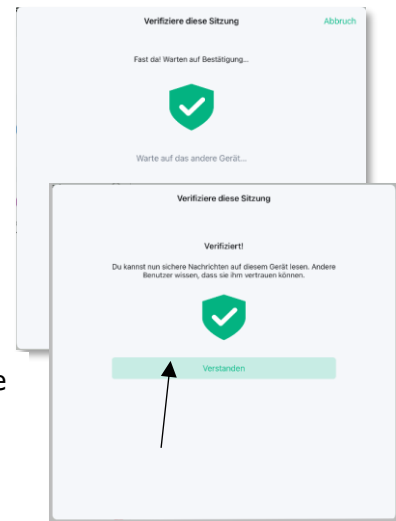 Verifiziere diese Sitzung Abbruch
Fast da! Warten auf Bestätigung...
Warte auf das andere Gerät...
Verifiziere diese Sitzung
Verifiziert!
Du kannst nun sichere Nachrichten auf diesem Gerät lesen. Andere
Benutzer wissen, dass sie ihm vertrauen können.
Verstanden
e